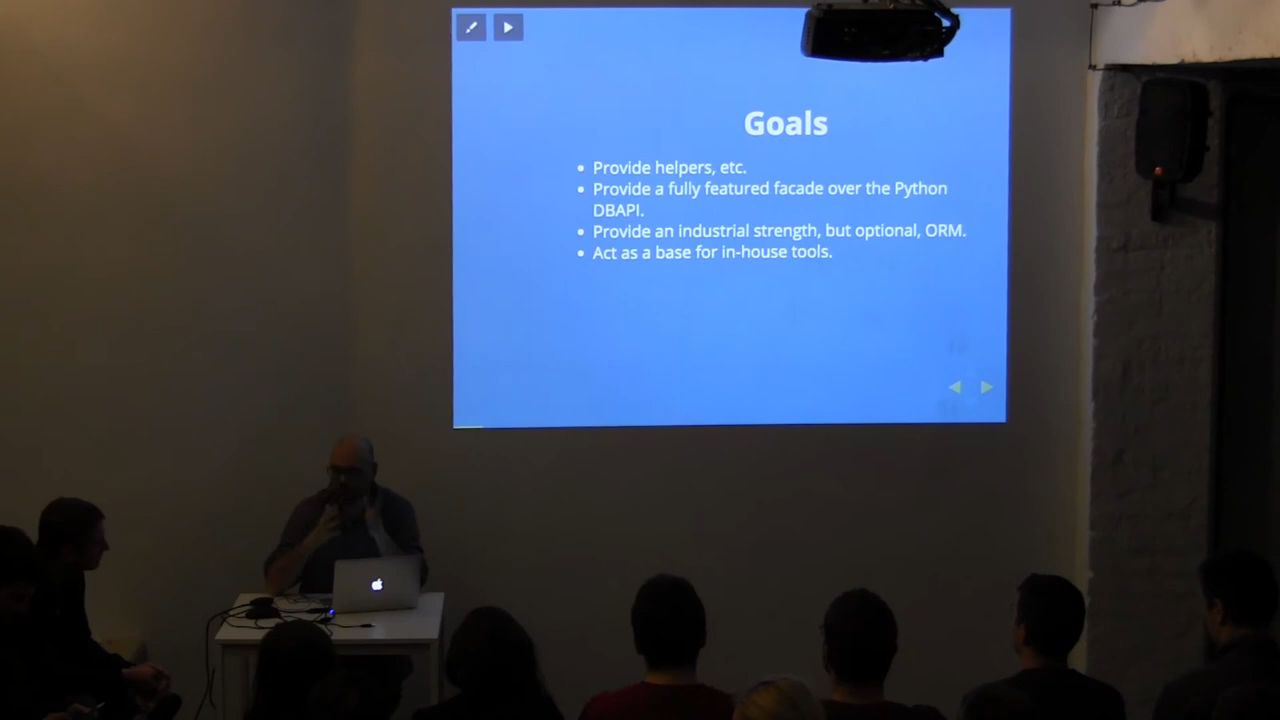 Goals
Provide helpers, etc.
Provide a fully featured facade over the Python
DBAPI.
Provide an industrial strength, but optional, ORM.
Act as a base for in-house tools.